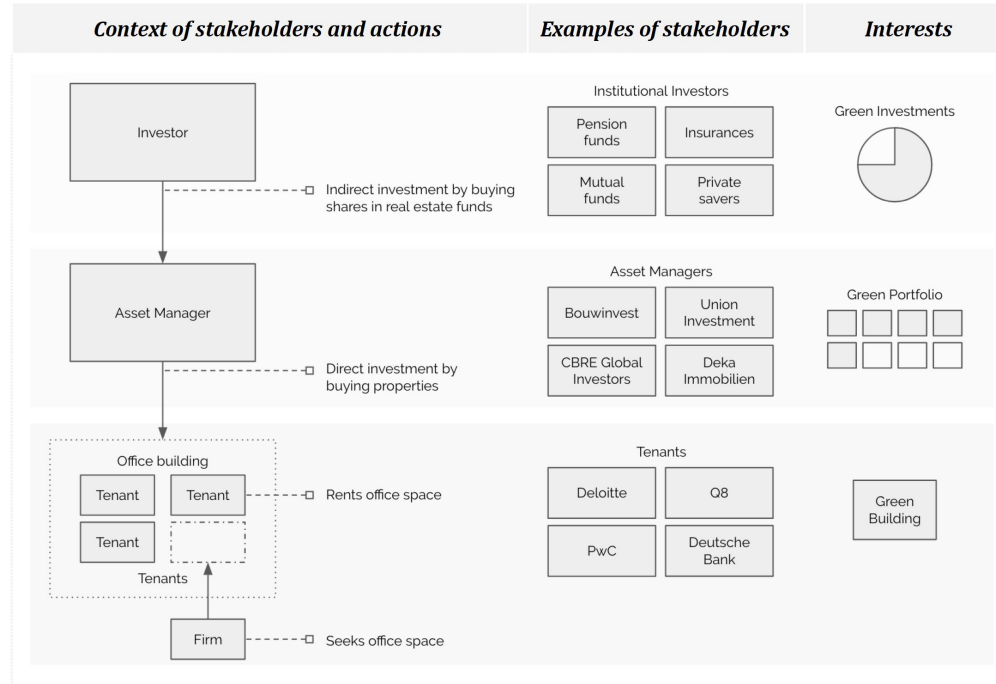 Context of stakeholders and actions
Examples of stakeholders
Interests
Investor
Indirect investment by buying
shares in real estate funds
Institutional Investors
Pension
funds
Insurances
Mutual
funds
Private
savers
Green Investments
Asset Manager
Direct investment by
buying properties
Asset Managers
Bouwinvest
Union
Investment
CBRE Global
Investors
Deka
Immobilien
Green Portfolio
Office building
Tenant
Tenant
Rents office space
Tenant
Tenants
Firm
Seeks office space
Tenants
Deloitte
Q8
PwC
Deutsche
Bank
Green
Building